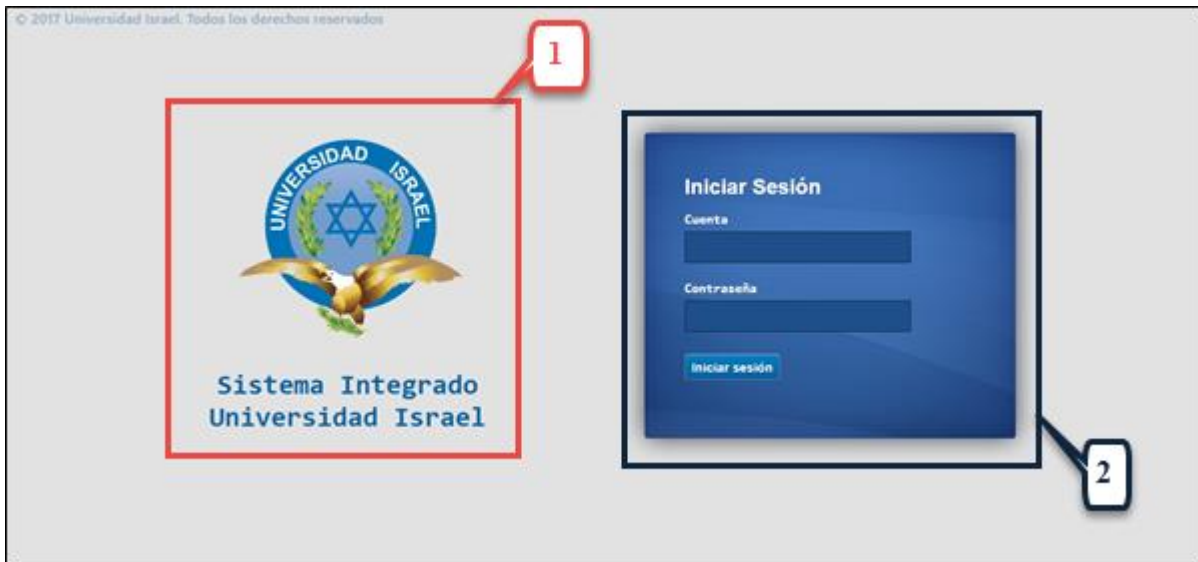 © 2017 Universidad Israel. Todos los derechos reservados
1
UNIVERSIDAD ISRAEL
Sistema Integrado
Universidad Israel
Iniciar Sesión
Cuenta
Contraseña
Iniciar sesión
2